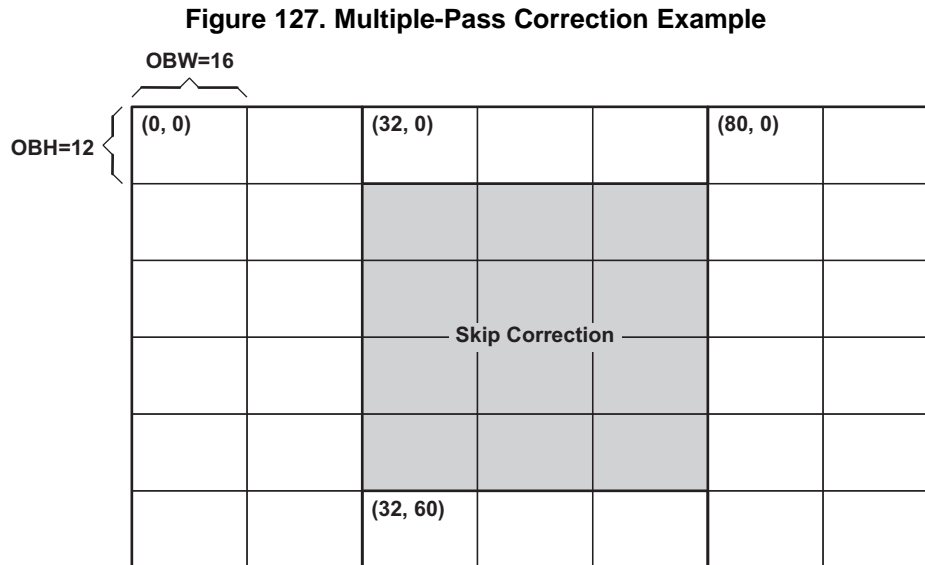 Figure 127. Multiple-Pass Correction Example
OBW=16
OBH=12
(0, 0)
(32, 0)
(80, 0)
Skip Correction
(32, 60)